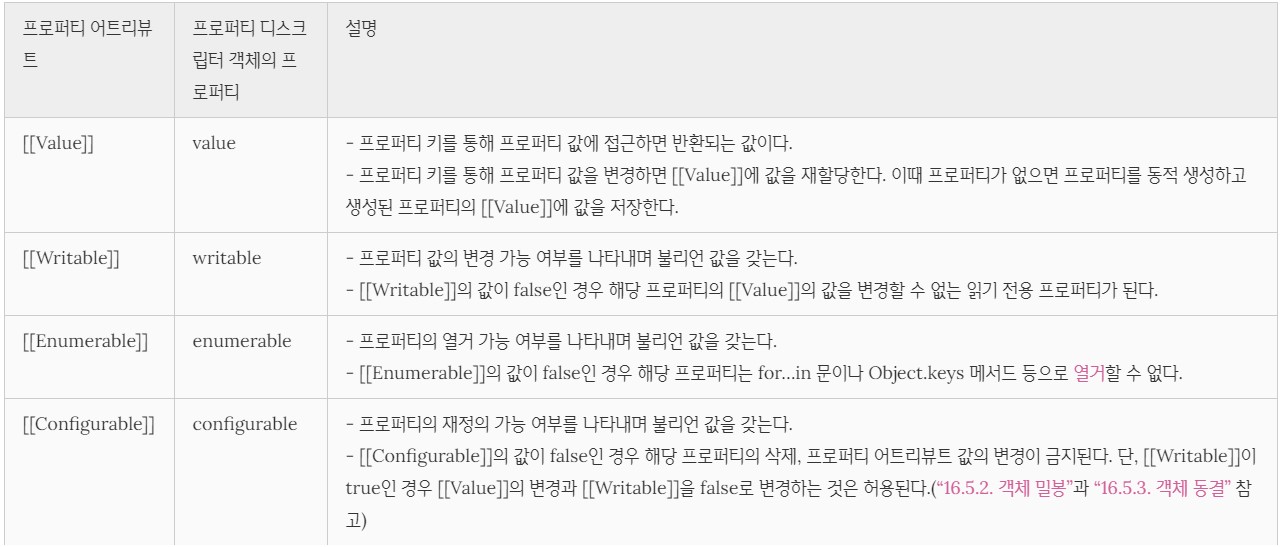 프로퍼티 어트리뷰
트
프로퍼티 디스크
립터 객체의 프
로퍼티
설명
[[Value]]
value
- 프로퍼티 키를 통해 프로퍼티 값에 접근하면 반환되는 값이다.
- 프로퍼티 키를 통해 프로퍼티 값을 변경하면 [[Value]]에 값을 재할당한다. 이때 프로퍼티가 없으면 프로퍼티를 동적 생성하고
생성된 프로퍼티의 [[Value]]에 값을 저장한다.
[[Writable]]
writable
- 프로퍼티 값의 변경 가능 여부를 나타내며 불리언 값을 갖는다.
- [[Writable]]의 값이 false인 경우 해당 프로퍼티의 [[Value]]의 값을 변경할 수 없는 읽기 전용 프로퍼티가 된다.
[[Enumerable]]
enumerable
- 프로퍼티의 열거 가능 여부를 나타내며 불리언 값을 갖는다.
- [[Enumerable]]의 값이 false인 경우 해당 프로퍼티는 for...in 문이나 Object.keys 메서드 등으로 열거할 수 없다.
[[Configurable]]
configurable
- 프로퍼티의 재정의 가능 여부를 나타내며 불리언 값을 갖는다.
- [[Configurable]]의 값이 false인 경우 해당 프로퍼티의 삭제, 프로퍼티 어트리뷰트 값의 변경이 금지된다. 단, [[Writable]]이
true인 경우 [[Value]]의 변경과 [[Writable]]을 false로 변경하는 것은 허용된다.(“16.5.2. 객체 밀봉”과 “16.5.3. 객체 동결” 참
고)